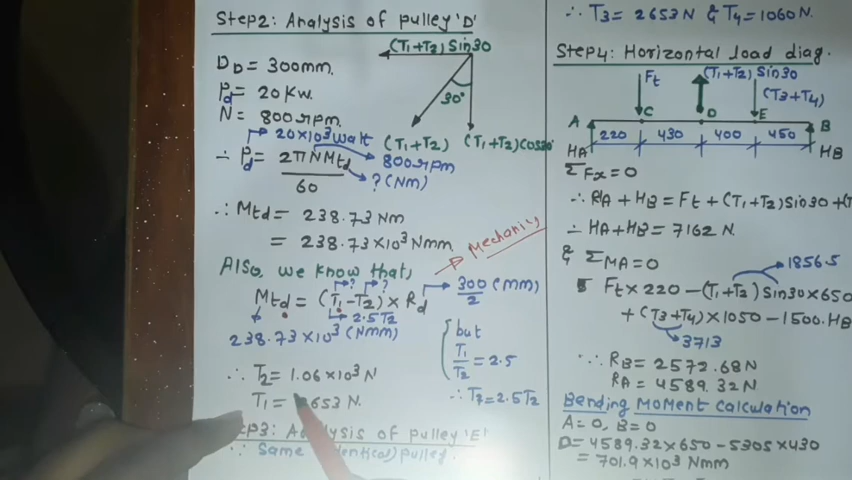 Step2: Analysis of pulley 'D'
(T1+T2) Sin30
DD = 300mm.
Pd = 20 Kw.
N = 800 rpm.
30°
(T1+T2)
(T1+T2) Cos30
20×10³ watt
∴ Pd = 2πNMtd
60
800rpm
? (Nm)
∴ Mtd = 238.73 Nm
= 238.73×10³ Nmm
Also, we know that,
Mechanics
? ?
Mtd = (T1-T2) × Rd
300 (mm)
2
2.5T2
238.73×10³ (Nmm)
but
T1 = 2.5
T2
∴ T2 = 1.06×10³ N
T1 = 653 N.
=2.5T2
Analysis of pulley 'E'
∵ Same pulley.
∴ T3 = 2653 N & T4 = 1060 N.
Step4: Horizontal load diag.
Ft
(T1+T2) Sin30
(T3+T4)
A C D E B
220 430 400 450
HA HB
ΣFx = 0
∴ RA + HB = Ft + (T1+T2) Sin30 +
∴ HA + HB = 7162 N.
& ΣMA = 0
1856.5
Ft×220 - (T1+T2) Sin30×650
+ (T3+T4)×1050 - 1500.HB
3713
∴ RB = 2572.68 N
RA = 4589.32 N
Bending Moment Calculation
A=0, B=0
D = 4589.32×650 - 5305×430
= 701.9×10³ Nmm